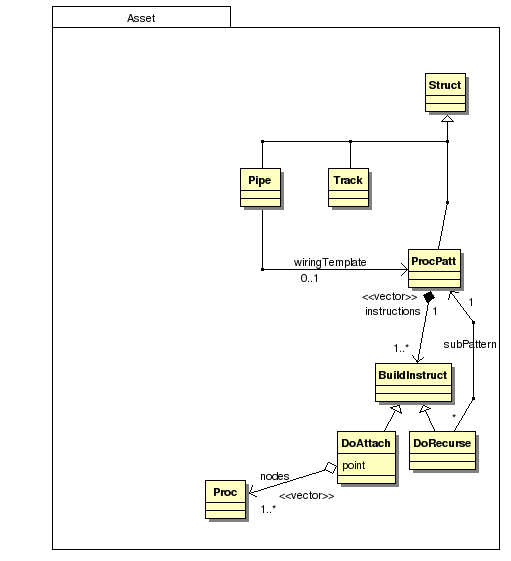 Asset
Struct
Pipe
Track
wiringTemplate
0..1
ProcPatt
<<vector>>
instructions
1
1
1..*
subPattern
BuildInstruct
*
DoAttach
point
DoRecurse
nodes
<<vector>>
1..*
Proc